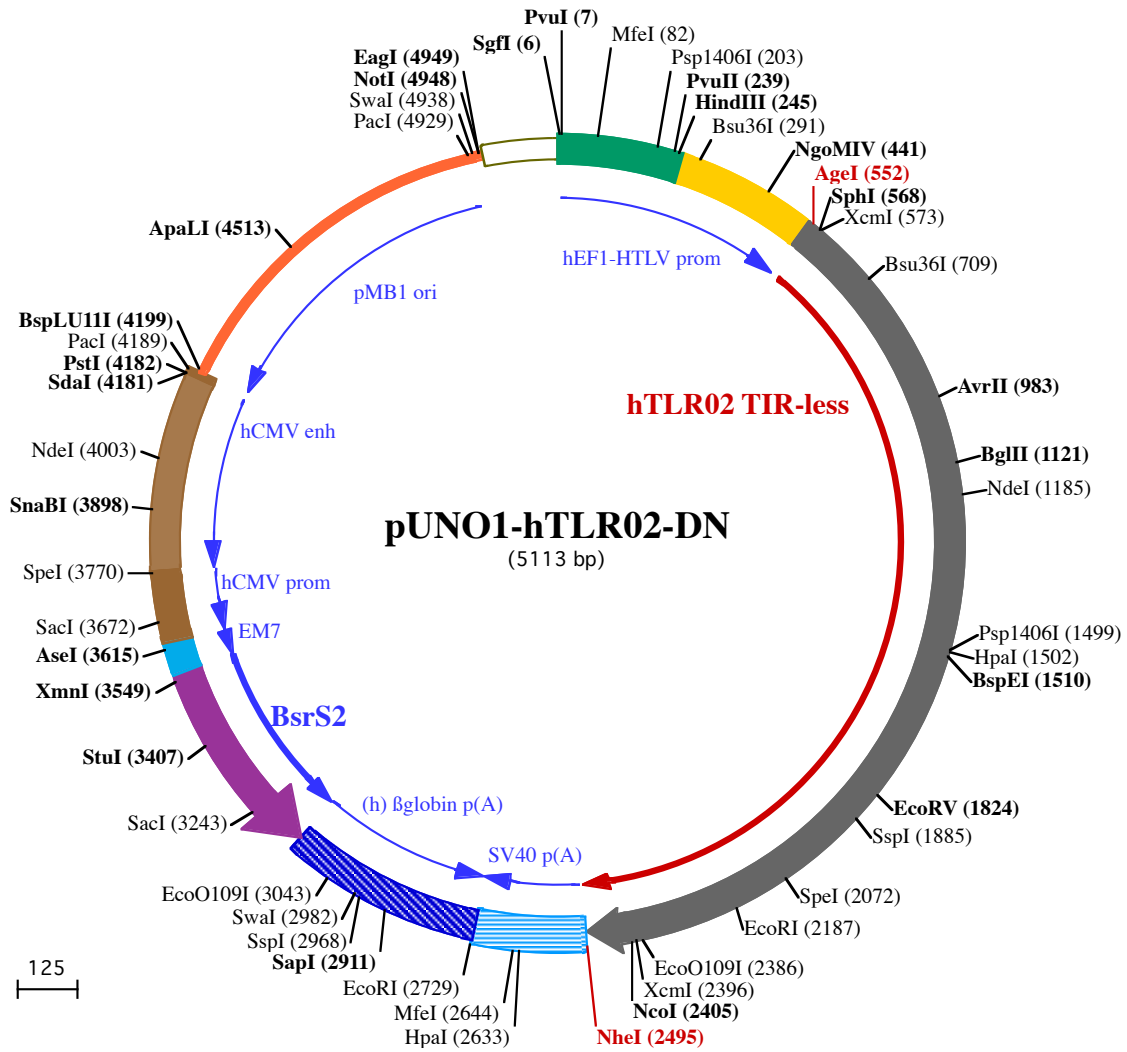 PvuI (7)
SgfI (6)
MfeI (82)
Psp1406I (203)
PvuII (239)
HindIII (245)
Bsu36I (291)
NgoMIV (441)
AgeI (552)
SphI (568)
XcmI (573)
Bsu36I (709)
AvrII (983)
BglII (1121)
NdeI (1185)
Psp1406I (1499)
HpaI (1502)
BspEI (1510)
EcoRV (1824)
SspI (1885)
SpeI (2072)
EcoRI (2187)
EcoO109I (2386)
XcmI (2396)
NcoI (2405)
NheI (2495)
HpaI (2633)
MfeI (2644)
EcoRI (2729)
SapI (2911)
SspI (2968)
SwaI (2982)
EcoO109I (3043)
SacI (3243)
StuI (3407)
XmnI (3549)
AseI (3615)
SacI (3672)
SpeI (3770)
SnaBI (3898)
NdeI (4003)
SdaI (4181)
PstI (4182)
PacI (4189)
BspLU11I (4199)
ApaLI (4513)
PacI (4929)
SwaI (4938)
NotI (4948)
EagI (4949)
hEF1-HTLV prom
pMB1 ori
hTLR02 TIR-less
hCMV enh
pUNO1-hTLR02-DN
(5113 bp)
hCMV prom
EM7
BsrS2
(h) ßglobin p(A)
SV40 p(A)
125